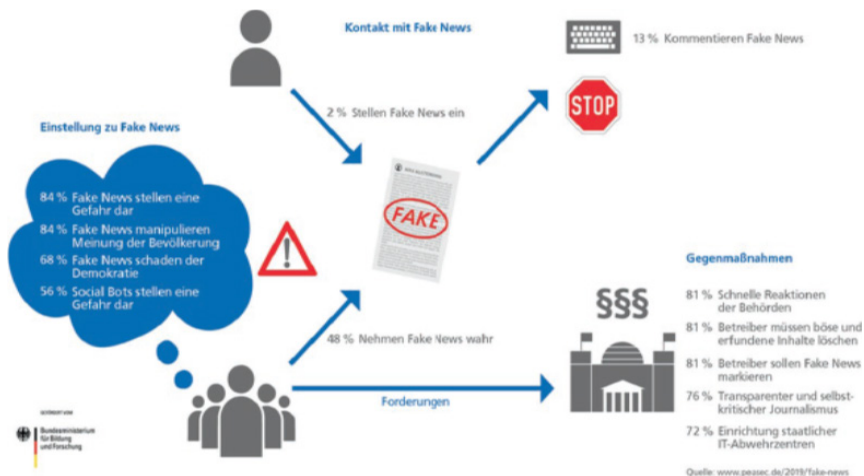 Kontakt mit Fake News
13 % Kommentieren Fake News
STOP
2 % Stellen Fake News ein
Einstellung zu Fake News
84 % Fake News stellen eine
Gefahr dar
84 % Fake News manipulieren
Meinung der Bevölkerung
68 % Fake News schaden der
Demokratie
56 % Social Bots stellen eine
Gefahr dar
FAKE
48 % Nehmen Fake News wahr
Forderungen
Gegenmaßnahmen
§§§
81 % Schnelle Reaktionen
der Behörden
81 % Betreiber müssen böse und
erfundene Inhalte löschen
81 % Betreiber sollen Fake News
markieren
76 % Transparenter und selbst-
kritischer Journalismus
72 % Einrichtung staatlicher
IT-Abwehrzentren
GEFÖRDERT VOM
Bundesministerium
für Bildung
und Forschung
Quelle: www.peasec.de/2019/fake-news